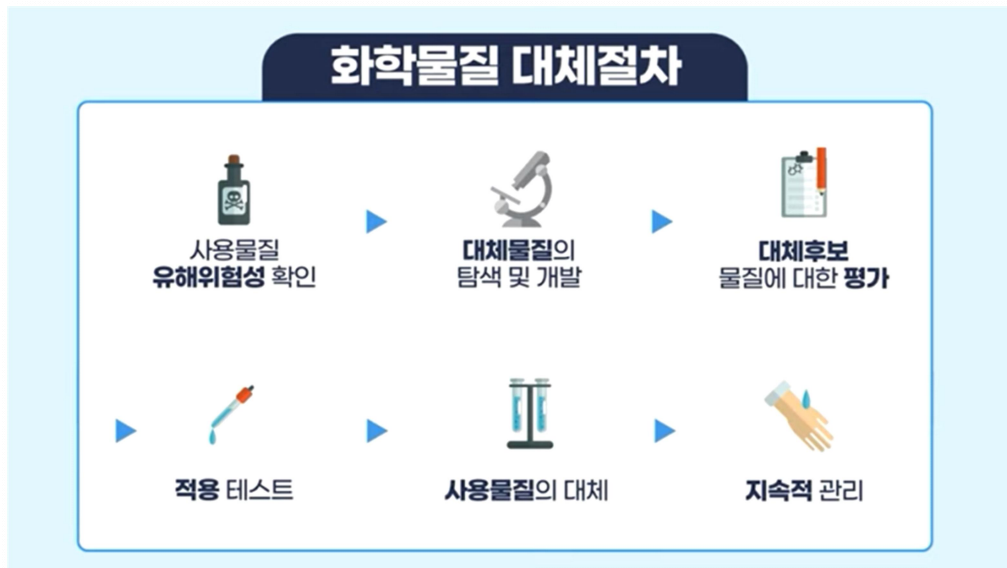 화학물질 대체절차
사용물질
유해위험성 확인
대체물질의
탐색 및 개발
대체후보
물질에 대한 평가
적용 테스트
사용물질의 대체
지속적 관리